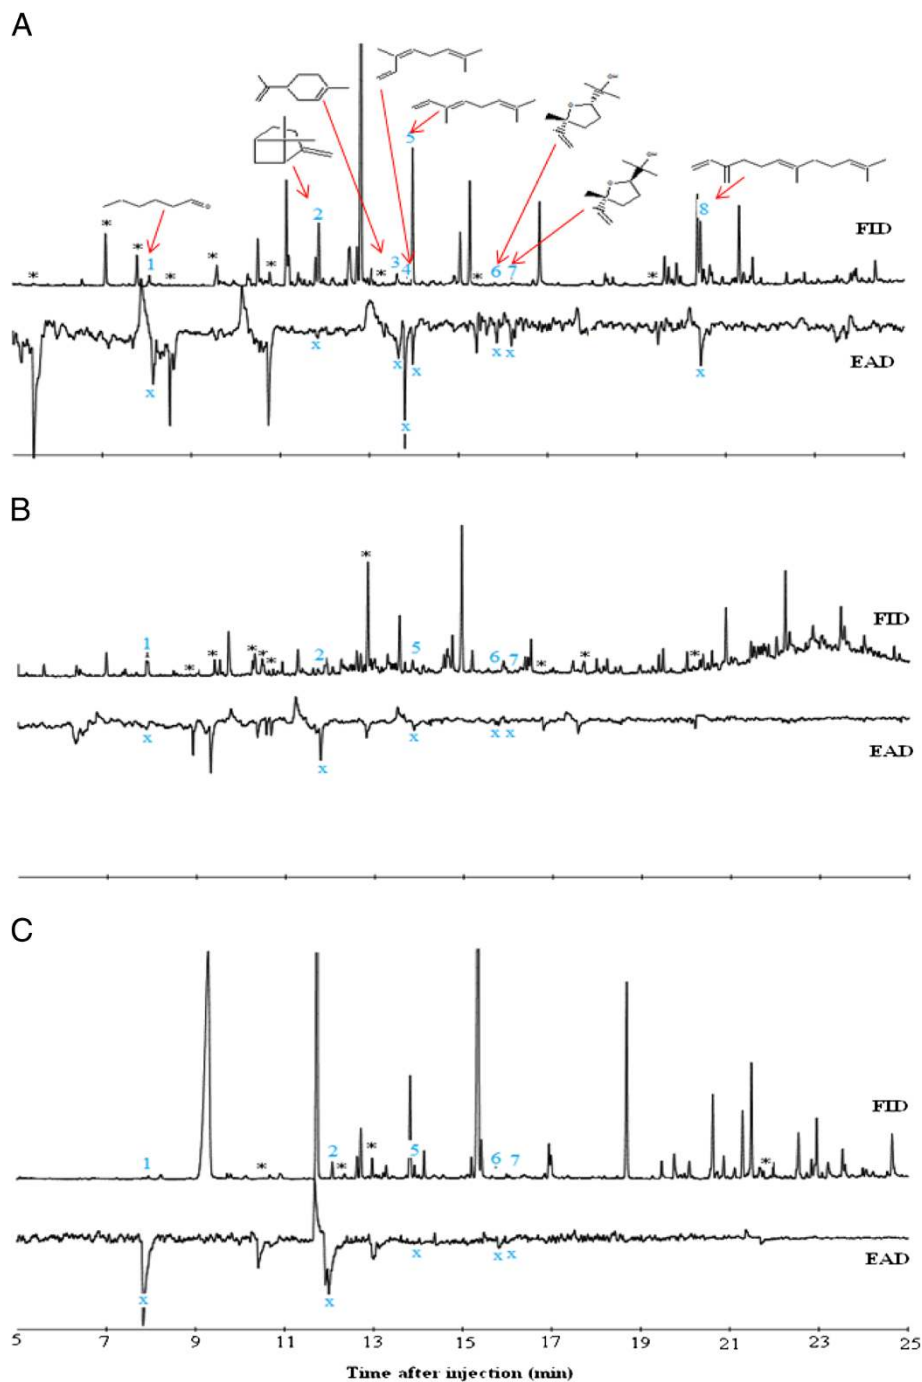 A
OH
OH
O
O
O
* * * 1 * * 2 * 3 4 5 * 6 7 * 8
FID
x x x x x x x x
EAD
B
1 * * * * * 2 * 5 6 7 * * *
FID
x x x x x
EAD
C
1 * 2 * * 5 6 7 *
FID
x x x x x
EAD
5 7 9 11 13 15 17 19 21 23 25
Time after injection (min)